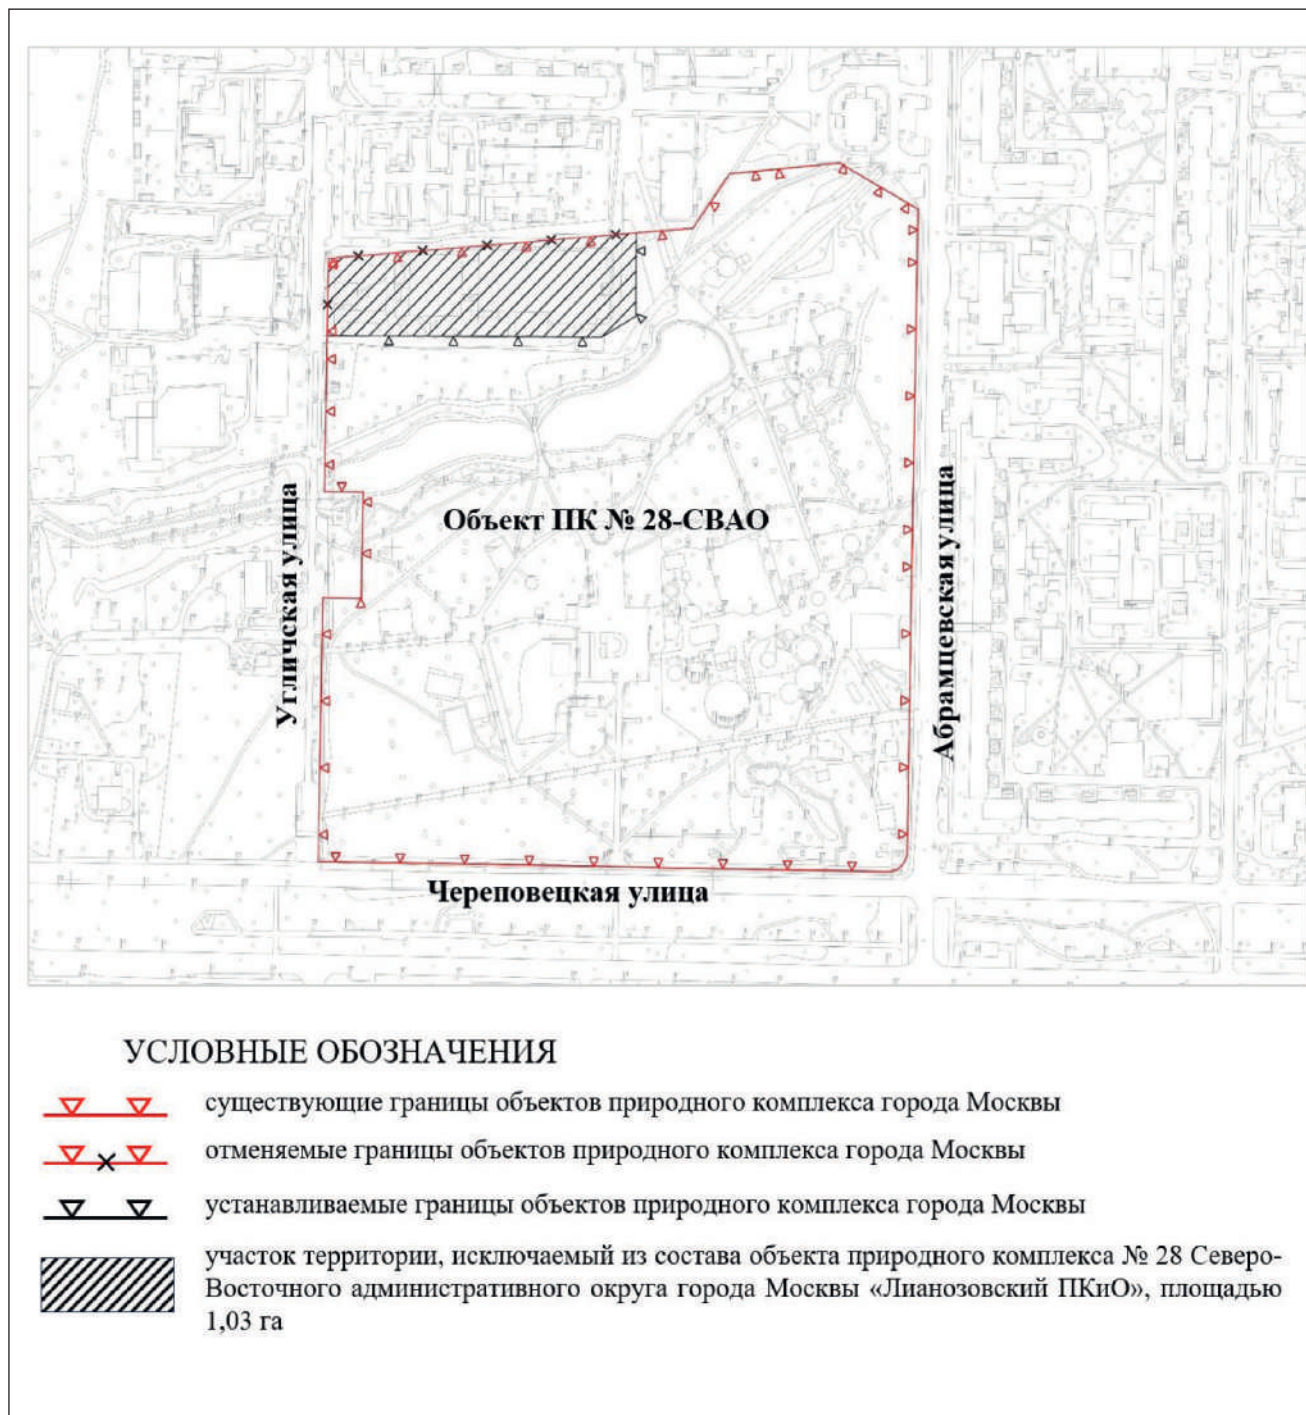 Объект ПК № 28-СВАО
Угличская улица
Абрамцевская улица
Череповецкая улица
УСЛОВНЫЕ ОБОЗНАЧЕНИЯ
существующие границы объектов природного комплекса города Москвы
отменяемые границы объектов природного комплекса города Москвы
устанавливаемые границы объектов природного комплекса города Москвы
участок территории, исключаемый из состава объекта природного комплекса № 28 Северо-
Восточного административного округа города Москвы «Лианозовский ПКиО», площадью
1,03 га